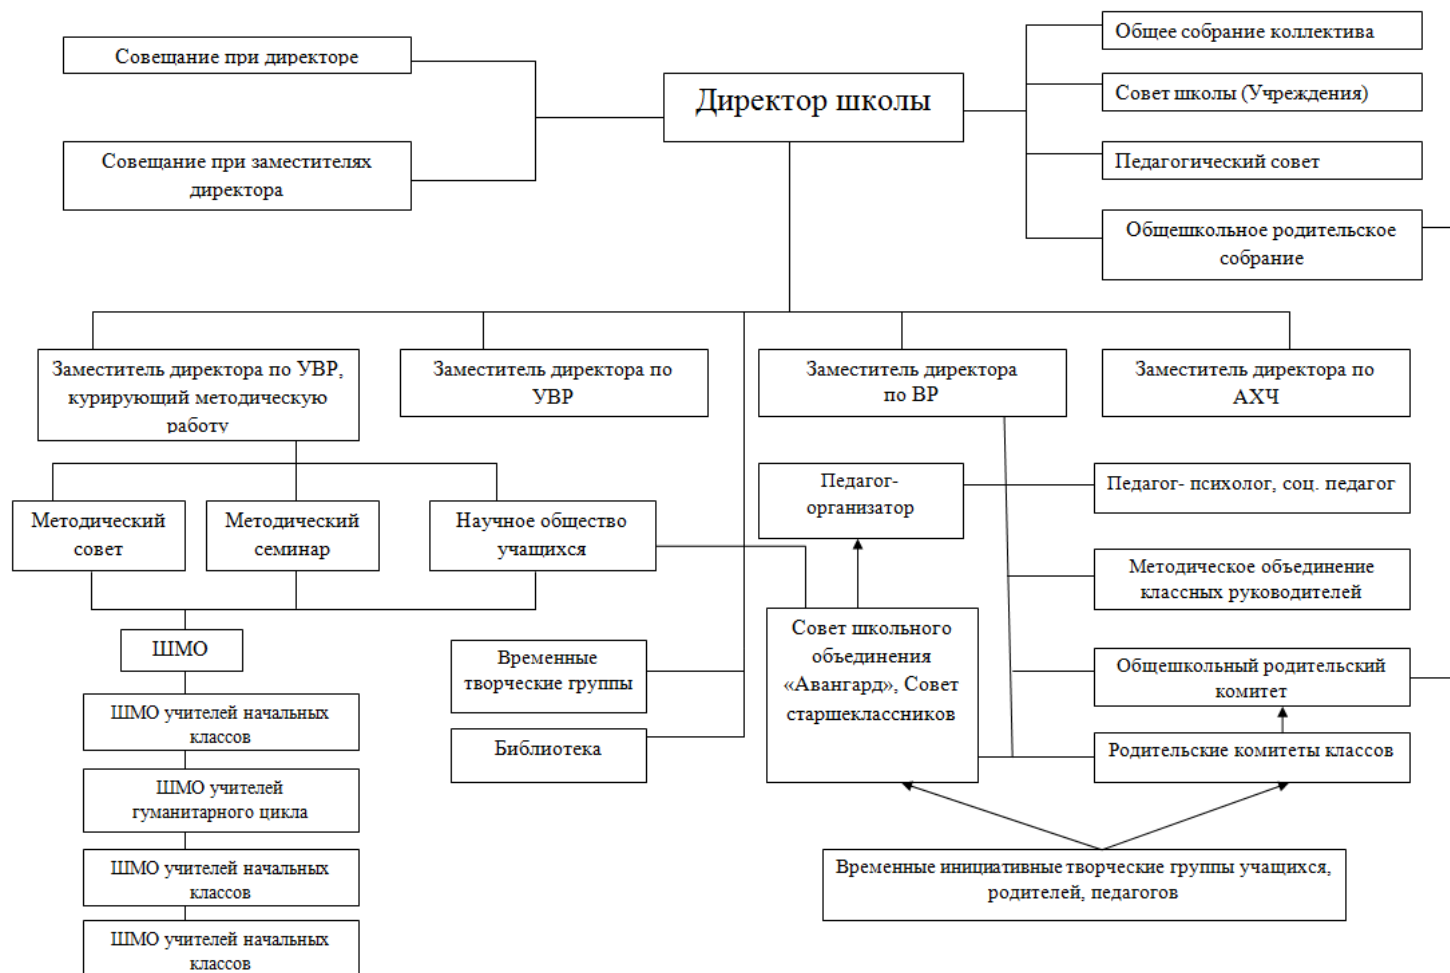 Совещание при директоре
Директор школы
Общее собрание коллектива
Совет школы (Учреждения)
Совещание при заместителях
директора
Педагогический совет
Общешкольное родительское
собрание
Заместитель директора по УВР,
курирующий методическую
работу
Заместитель директора по
УВР
Заместитель директора
по ВР
Заместитель директора по
АХЧ
Методический
совет
Методический
семинар
Научное общество
учащихся
Педагог-
организатор
Педагог- психолог, соц. педагог
Методическое объединение
классных руководителей
ШМО
Временные
творческие группы
Совет школьного
объединения
«Авангард», Совет
старшеклассников
Общешкольный родительский
комитет
ШМО учителей начальных
классов
Библиотека
Родительские комитеты классов
ШМО учителей
гуманитарного цикла
ШМО учителей начальных
классов
Временные инициативные творческие группы учащихся,
родителей, педагогов
ШМО учителей начальных
классов